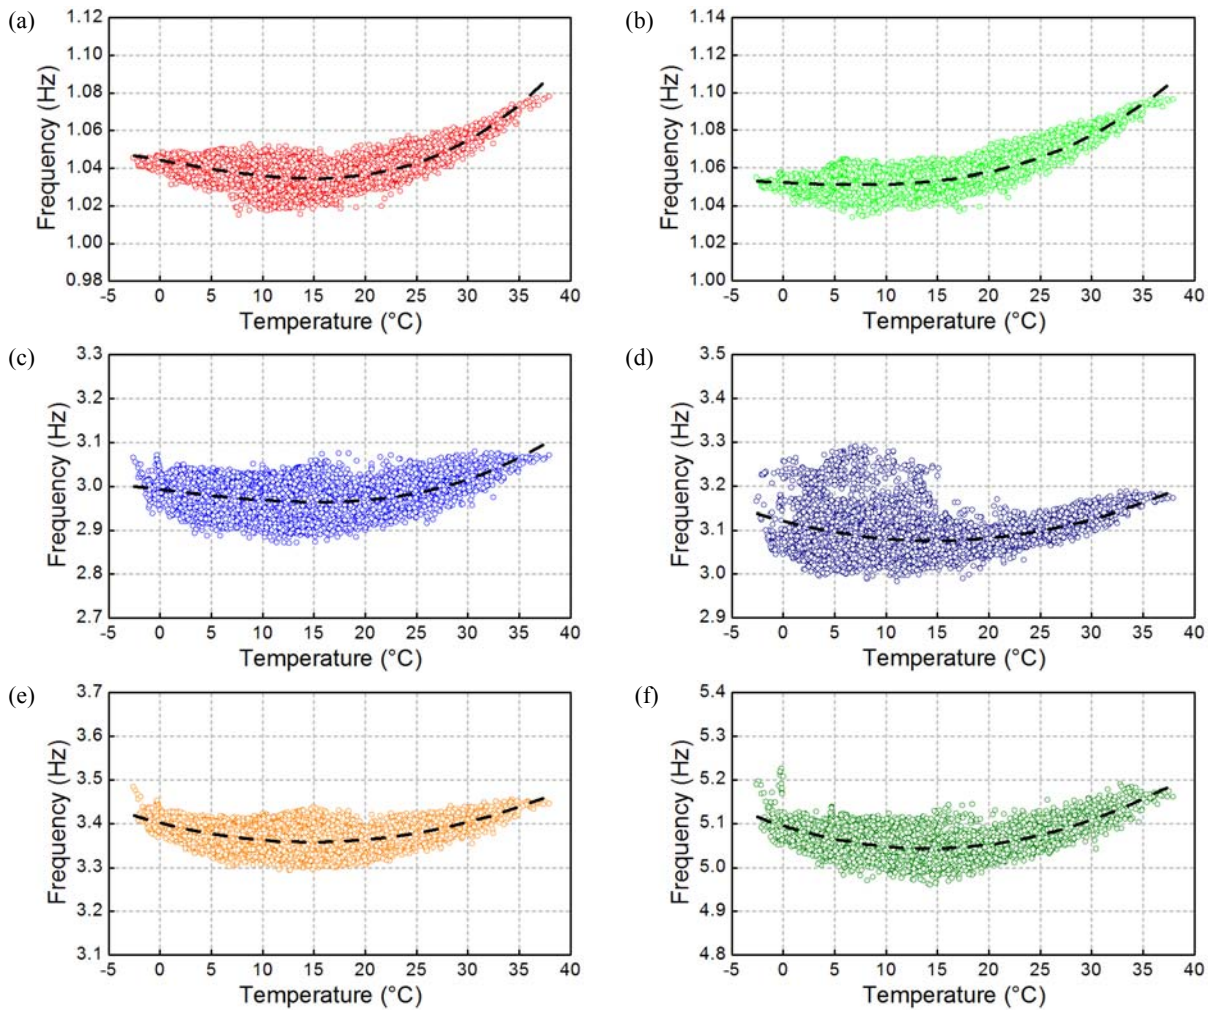 (a)
Frequency (Hz)
1.12
1.10
1.08
1.06
1.04
1.02
1.00
0.98
-5 0 5 10 15 20 25 30 35 40
Temperature (°C)
(b)
Frequency (Hz)
1.14
1.12
1.10
1.08
1.06
1.04
1.02
1.00
-5 0 5 10 15 20 25 30 35 40
Temperature (°C)
(c)
Frequency (Hz)
3.3
3.2
3.1
3.0
2.9
2.8
2.7
-5 0 5 10 15 20 25 30 35 40
Temperature (°C)
(d)
Frequency (Hz)
3.5
3.4
3.3
3.2
3.1
3.0
2.9
-5 0 5 10 15 20 25 30 35 40
Temperature (°C)
(e)
Frequency (Hz)
3.7
3.6
3.5
3.4
3.3
3.2
3.1
-5 0 5 10 15 20 25 30 35 40
Temperature (°C)
(f)
Frequency (Hz)
5.4
5.3
5.2
5.1
5.0
4.9
4.8
-5 0 5 10 15 20 25 30 35 40
Temperature (°C)